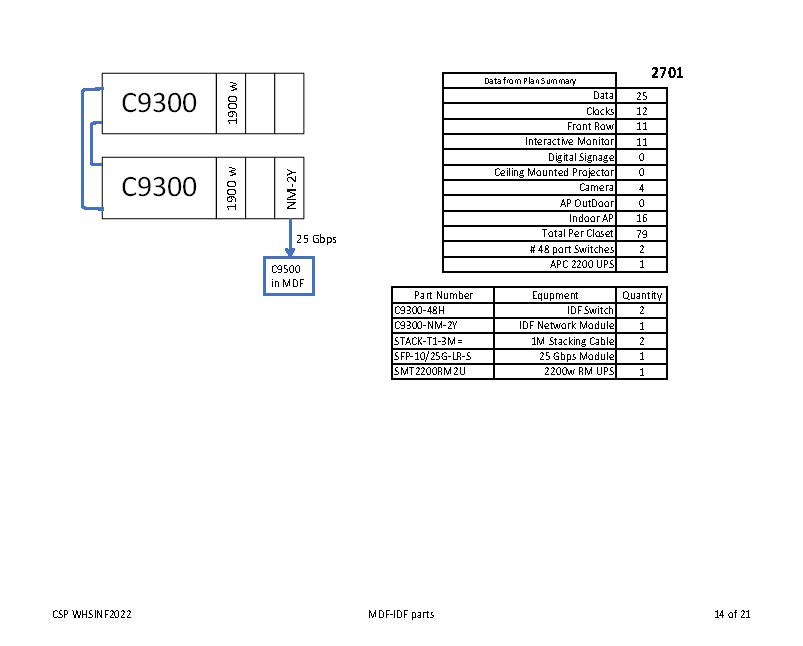 C9300
1900 w
C9300
1900 w
NM-2Y
25 Gbps
C9500
in MDF
2701
Data from Plan Summary
Data 25
Clocks 12
Front Row 11
Interactive Monitor 11
Digital Signage 0
Ceiling Mounted Projector 0
Camera 4
AP OutDoor 0
Indoor AP 16
Total Per Closet 79
# 48 port Switches 2
APC 2200 UPS 1
Part Number Equpment Quantity
C9300-48H IDF Switch 2
C9300-NM-2Y IDF Network Module 1
STACK-T1-3M= 1M Stacking Cable 2
SFP-10/25G-LR-S 25 Gbps Module 1
SMT2200RM2U 2200w RM UPS 1
CSP WHSINF2022 MDF-IDF parts 14 of 21